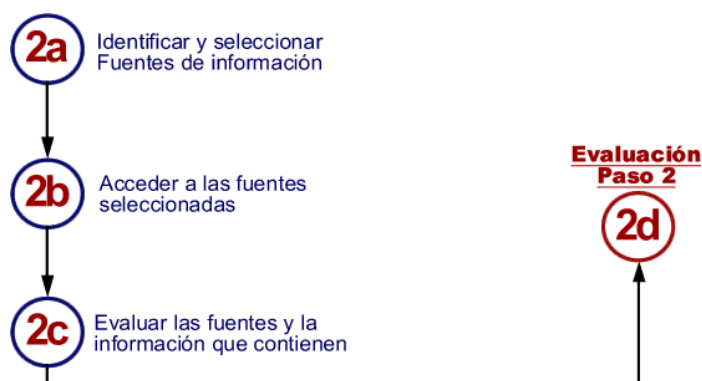 2a
Identificar y seleccionar
Fuentes de información
2b
Acceder a las fuentes
seleccionadas
2c
Evaluar las fuentes y la
información que contienen
Evaluación
Paso 2
2d